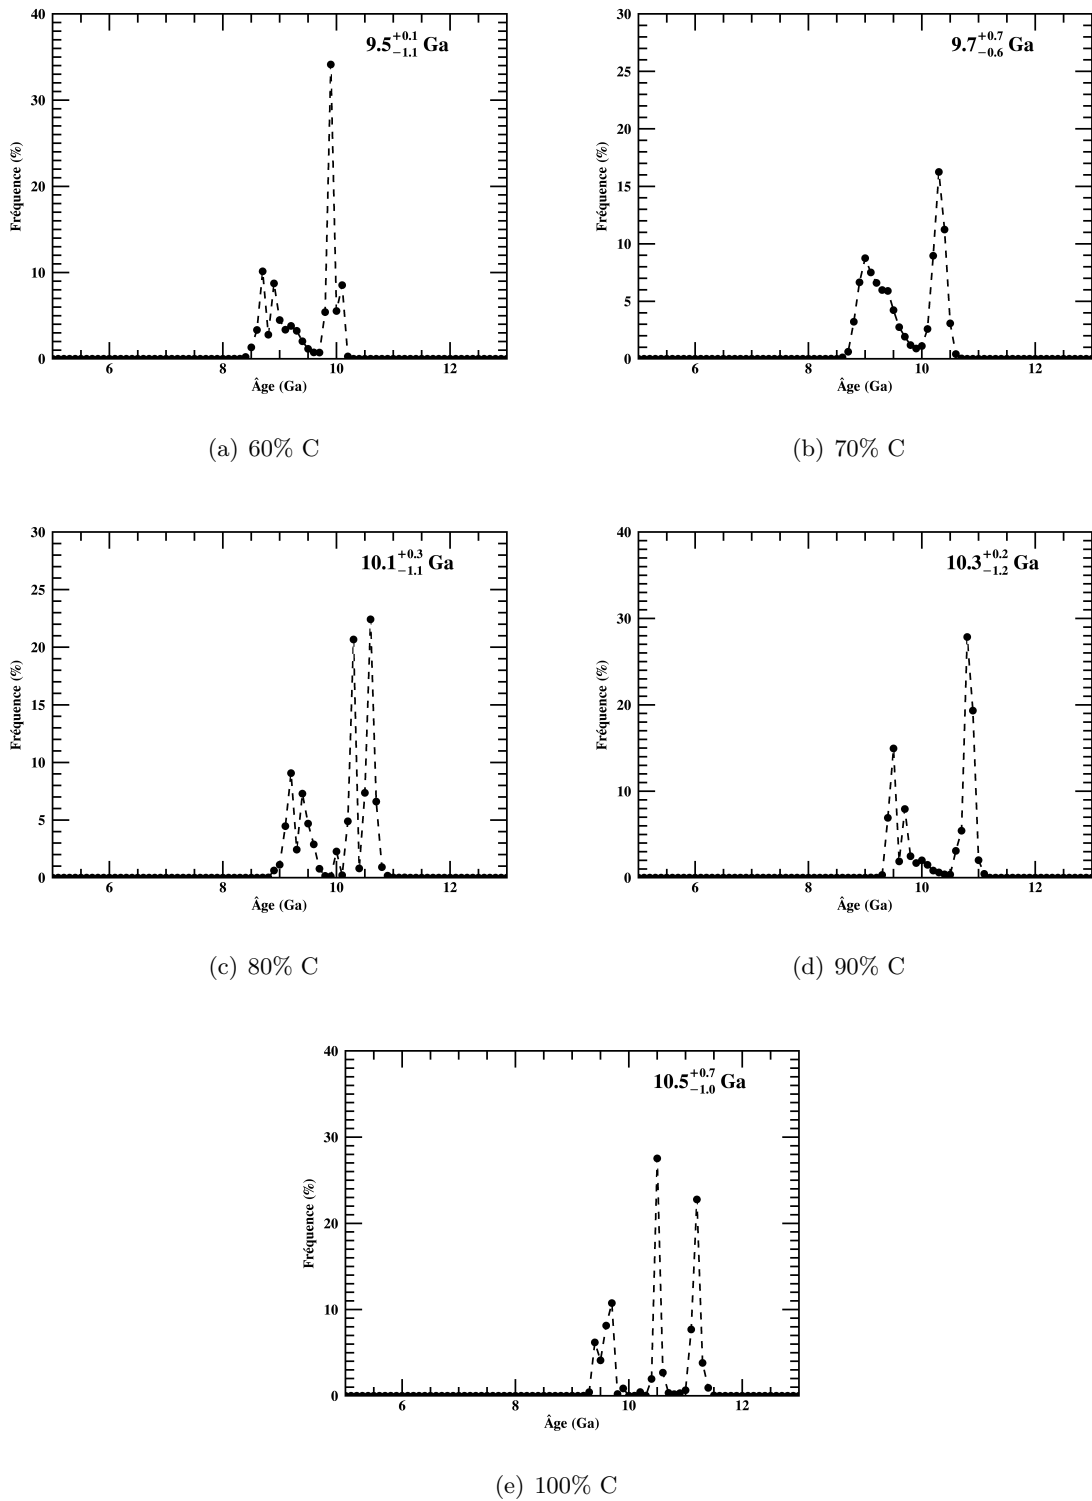 40
30
20
10
0
Fréquence (%)
9.5 +0.1 −1.1 Ga
6 8 10 12
Âge (Ga)
(a) 60% C
30
25
20
15
10
5
0
Fréquence (%)
9.7 +0.7 −0.6 Ga
6 8 10 12
Âge (Ga)
(b) 70% C
30
25
20
15
10
5
0
Fréquence (%)
10.1 +0.3 −1.1 Ga
6 8 10 12
Âge (Ga)
(c) 80% C
40
30
20
10
0
Fréquence (%)
10.3 +0.2 −1.2 Ga
6 8 10 12
Âge (Ga)
(d) 90% C
40
30
20
10
0
Fréquence (%)
10.5 +0.7 −1.0 Ga
6 8 10 12
Âge (Ga)
(e) 100% C